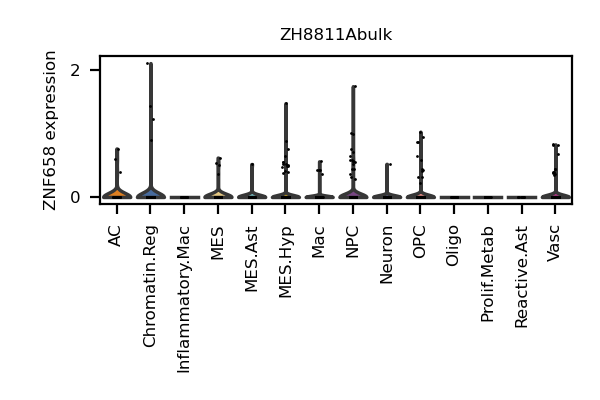 ZH8811Abulk
ZNF658 expression
2
0
AC
Chromatin.Reg
Inflammatory.Mac
MES
MES.Ast
MES.Hyp
Mac
NPC
Neuron
OPC
Oligo
Prolif.Metab
Reactive.Ast
Vasc